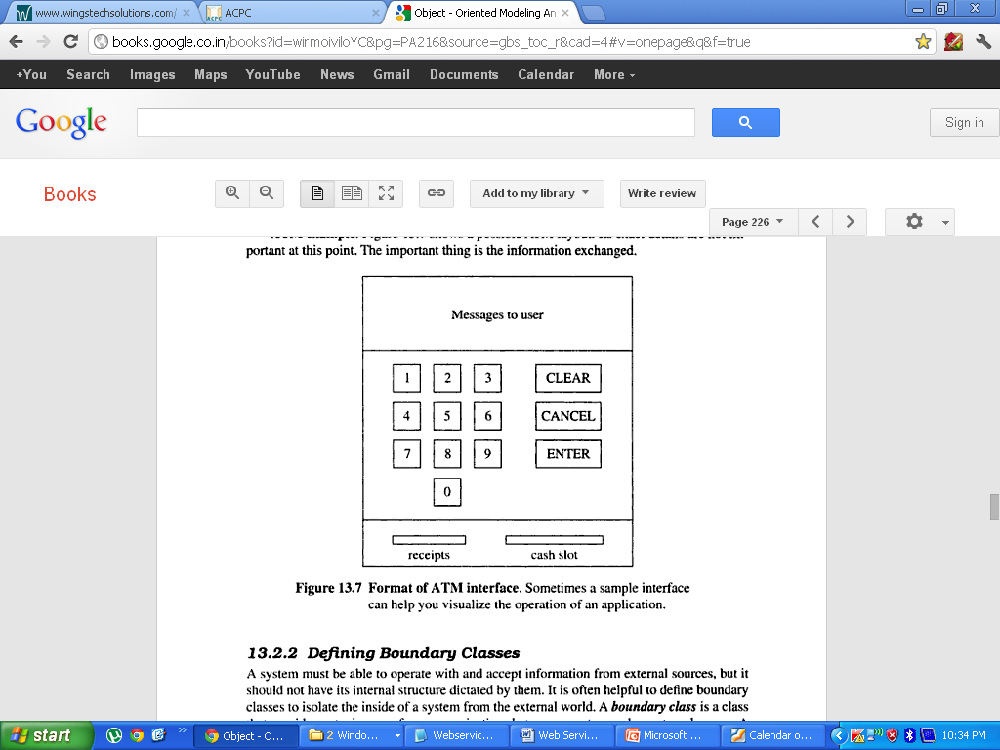 www.wingstechsolutions.com/
ACPC
Object - Oriented Modeling An
books.google.co.in/books?id=wirmoiviloYC&pg=PA216&source=gbs_toc_r&cad=4#v=onepage&q&f=true
+You Search Images Maps YouTube News Gmail Documents Calendar More
Google
Sign in
Books
Add to my library
Write review
Page 226
portant at this point. The important thing is the information exchanged.
Messages to user
1 2 3 CLEAR
4 5 6 CANCEL
7 8 9 ENTER
0
receipts cash slot
Figure 13.7 Format of ATM interface. Sometimes a sample interface
can help you visualize the operation of an application.
13.2.2 Defining Boundary Classes
A system must be able to operate with and accept information from external sources, but it
should not have its internal structure dictated by them. It is often helpful to define boundary
classes to isolate the inside of a system from the external world. A boundary class is a class
start
Object - O...
2 Windo...
Webservic...
Web Servi...
Microsoft ...
Calendar o...
10:34 PM